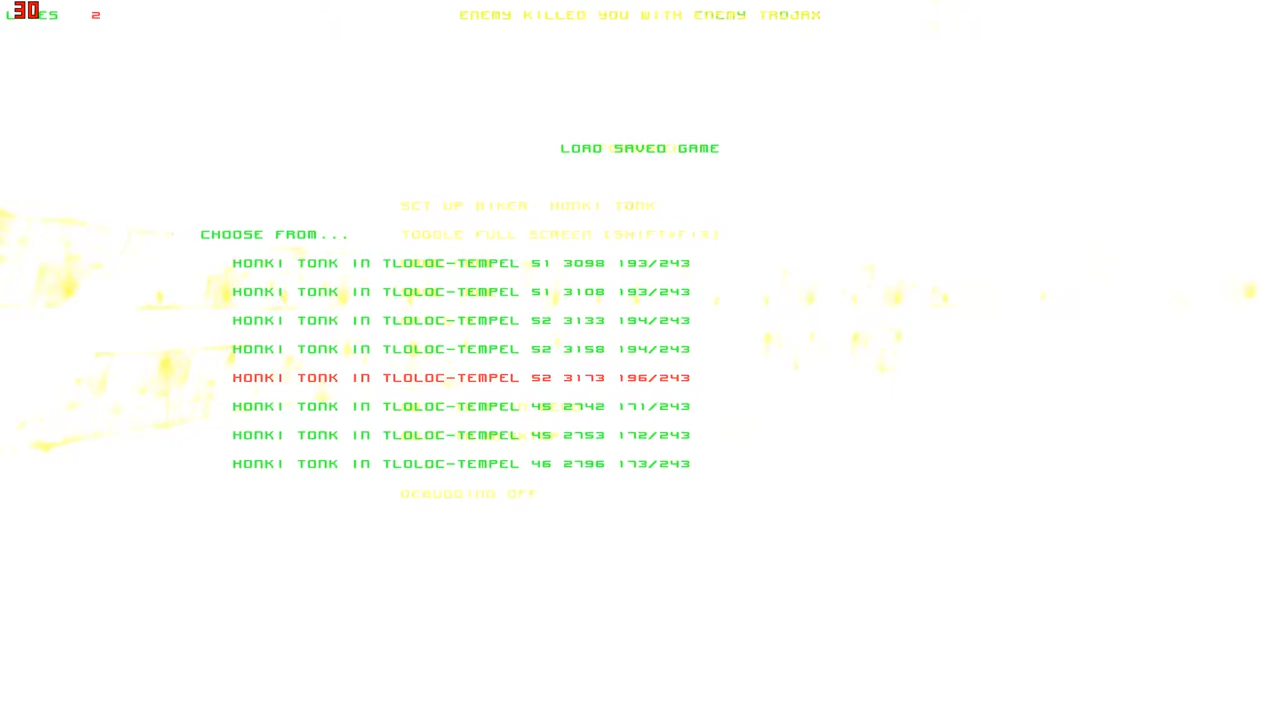 30
LIVES 2
ENEMY KILLED YOU WITH ENEMY TROJAX
LOAD SAVED GAME
SET UP BIKER HONKI TONK
CHOOSE FROM...
TOGGLE FULL SCREEN [SHIFT+F13]
HONKI TONK IN TLOLOC-TEMPEL 51 3098 193/243
HONKI TONK IN TLOLOC-TEMPEL 51 3108 193/243
HONKI TONK IN TLOLOC-TEMPEL 52 3133 194/243
HONKI TONK IN TLOLOC-TEMPEL 52 3158 194/243
HONKI TONK IN TLOLOC-TEMPEL 52 3173 196/243
HONKI TONK IN TLOLOC-TEMPEL 45 2742 171/243
HONKI TONK IN TLOLOC-TEMPEL 45 2753 172/243
HONKI TONK IN TLOLOC-TEMPEL 46 2796 173/243
DEBUGGING OFF